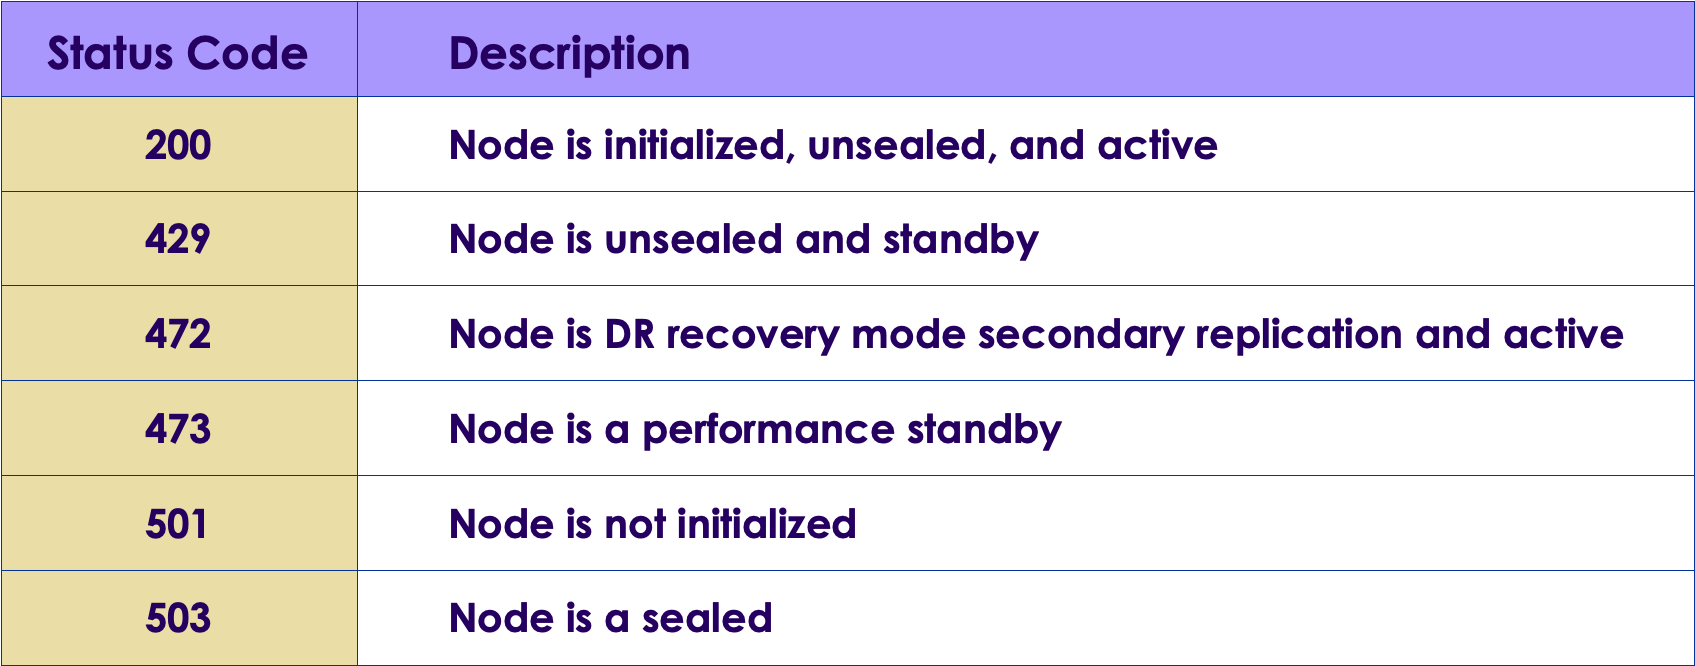 Status Code Description
200 Node is initialized, unsealed, and active
429 Node is unsealed and standby
472 Node is DR recovery mode secondary replication and active
473 Node is a performance standby
501 Node is not initialized
503 Node is a sealed